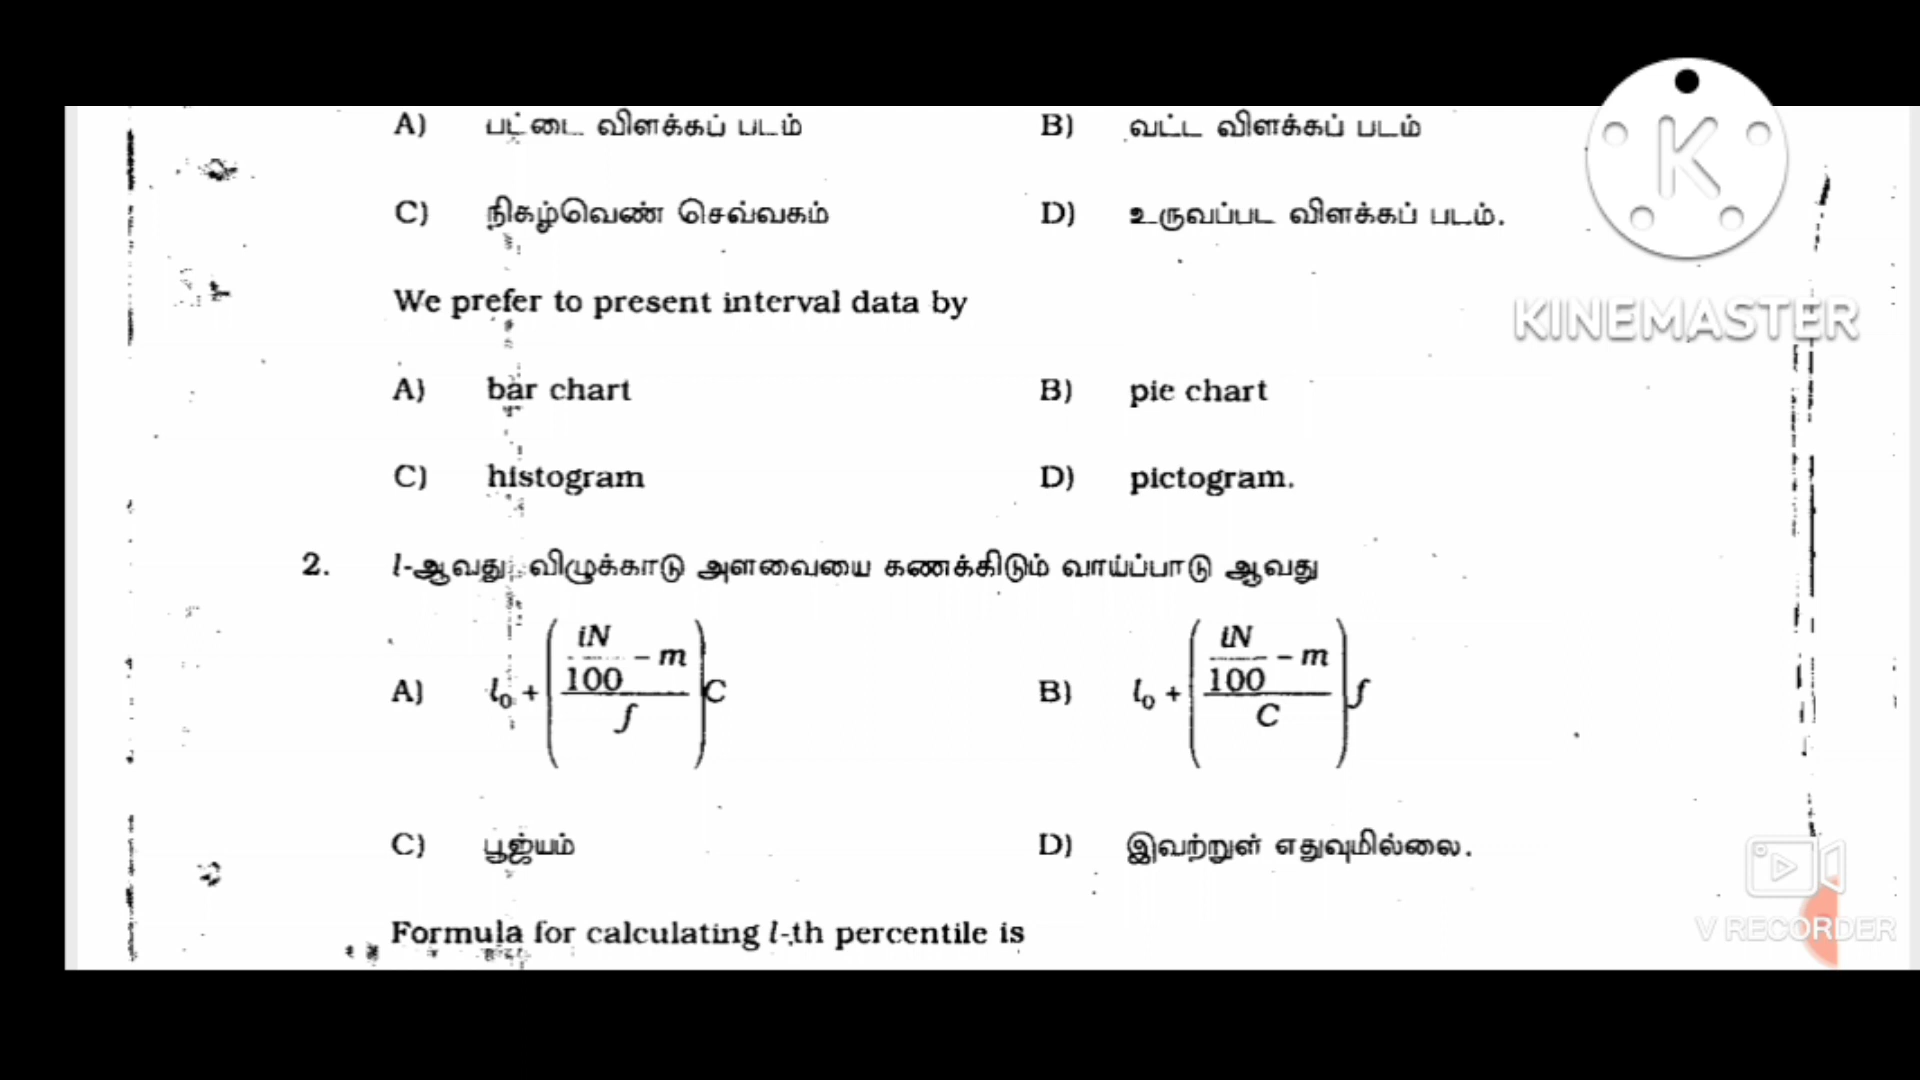 A) பட்டை விளக்கப் படம் B) வட்ட விளக்கப் படம்
C) நிகழ்வெண் செவ்வகம் D) உருவப்பட விளக்கப் படம்.
K
KINEMASTER
We prefer to present interval data by
A) bar chart B) pie chart
C) histogram D) pictogram.
2. l-ஆவது விழுக்காடு அளவையை கணக்கிடும் வாய்ப்பாடு ஆவது
A) l₀ + ((iN/100 − m)/f) C B) l₀ + ((iN/100 − m)/C) f
C) பூஜ்யம் D) இவற்றுள் எதுவுமில்லை.
Formula for calculating l-th percentile is
V RECORDER